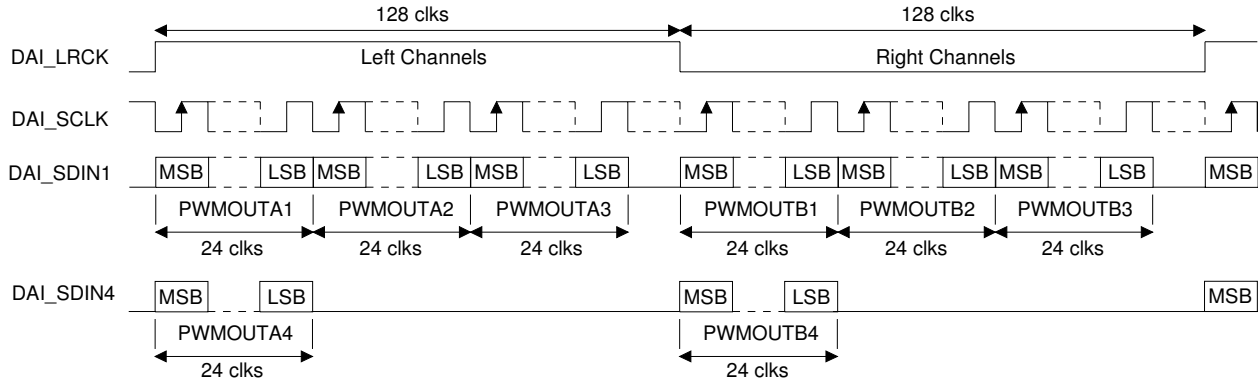 128 clks 128 clks
DAI_LRCK Left Channels Right Channels
DAI_SCLK
DAI_SDIN1 MSB LSB MSB LSB MSB LSB MSB LSB MSB LSB MSB LSB MSB
PWMOUTA1 PWMOUTA2 PWMOUTA3 PWMOUTB1 PWMOUTB2 PWMOUTB3
24 clks 24 clks 24 clks 24 clks 24 clks 24 clks
DAI_SDIN4 MSB LSB MSB LSB MSB
PWMOUTA4 PWMOUTB4
24 clks 24 clks